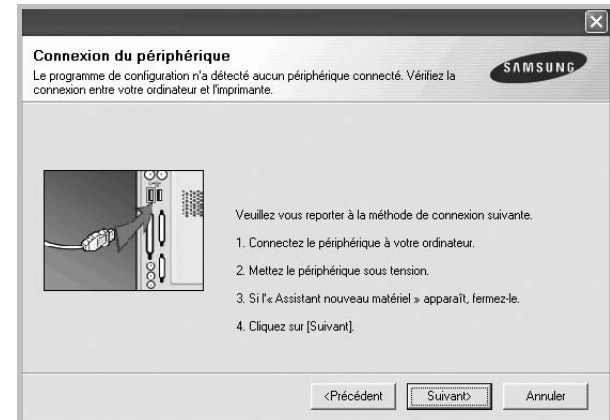 Connexion du périphérique
Le programme de configuration n'a détecté aucun périphérique connecté. Vérifiez la
connexion entre votre ordinateur et l'imprimante.
SAMSUNG
Veuillez vous reporter à la méthode de connexion suivante.
1. Connectez le périphérique à votre ordinateur.
2. Mettez le périphérique sous tension.
3. Si l'« Assistant nouveau matériel » apparaît, fermez-le.
4. Cliquez sur [Suivant].
<Précédent
Suivant>
Annuler